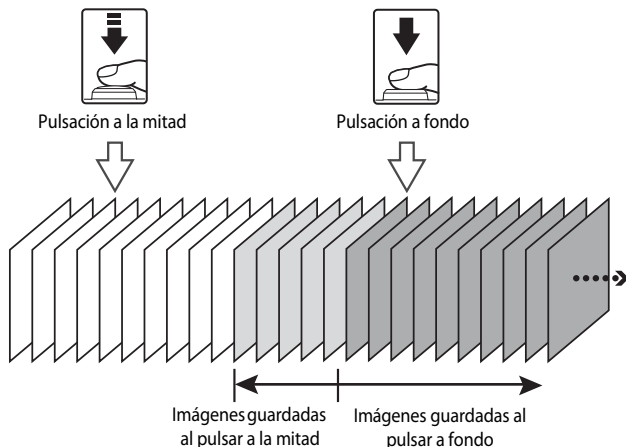 Pulsación a la mitad
Pulsación a fondo
Imágenes guardadas
al pulsar a la mitad
Imágenes guardadas al
pulsar a fondo